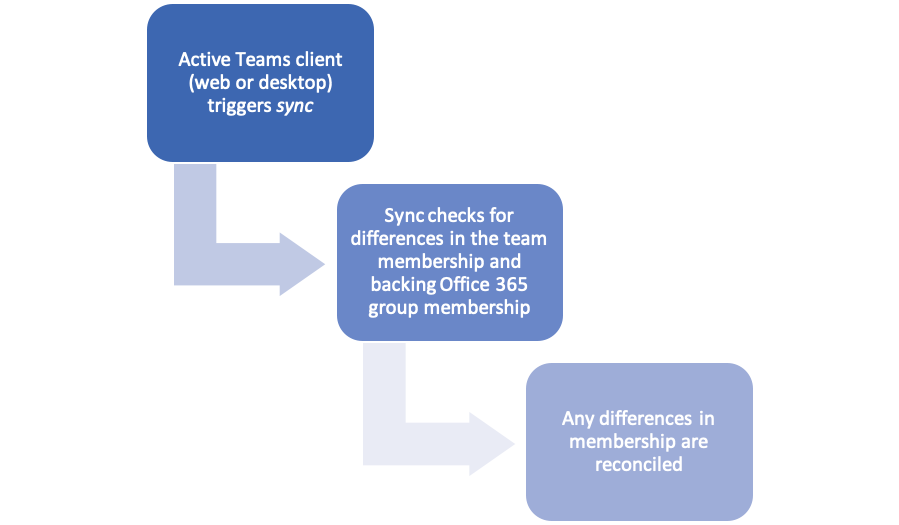 Active Teams client
(web or desktop)
triggers sync
Sync checks for
differences in the team
membership and
backing Office 365
group membership
Any differences in
membership are
reconciled